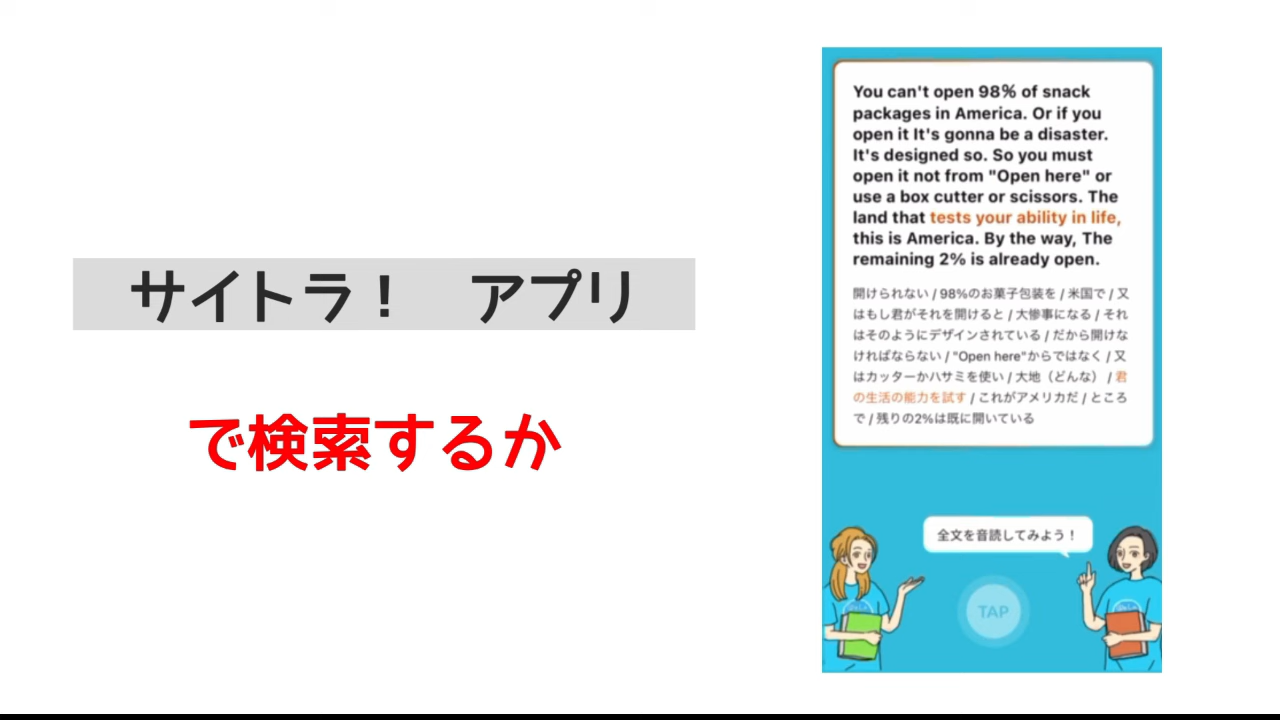 サイトラ！　アプリ
で検索するか
You can't open 98% of snack
packages in America. Or if you
open it It's gonna be a disaster.
It's designed so. So you must
open it not from "Open here" or
use a box cutter or scissors. The
land that tests your ability in life,
this is America. By the way, The
remaining 2% is already open.
開けられない / 98%のお菓子包装を / 米国で / 又
はもし君がそれを開けると / 大惨事になる / それ
はそのようにデザインされている / だから開けな
ければならない / "Open here"からではなく / 又
はカッターかハサミを使い / 大地（どんな） / 君
の生活の能力を試す / これがアメリカだ / ところ
で / 残りの2%は既に開いている
全文を音読してみよう！
TAP